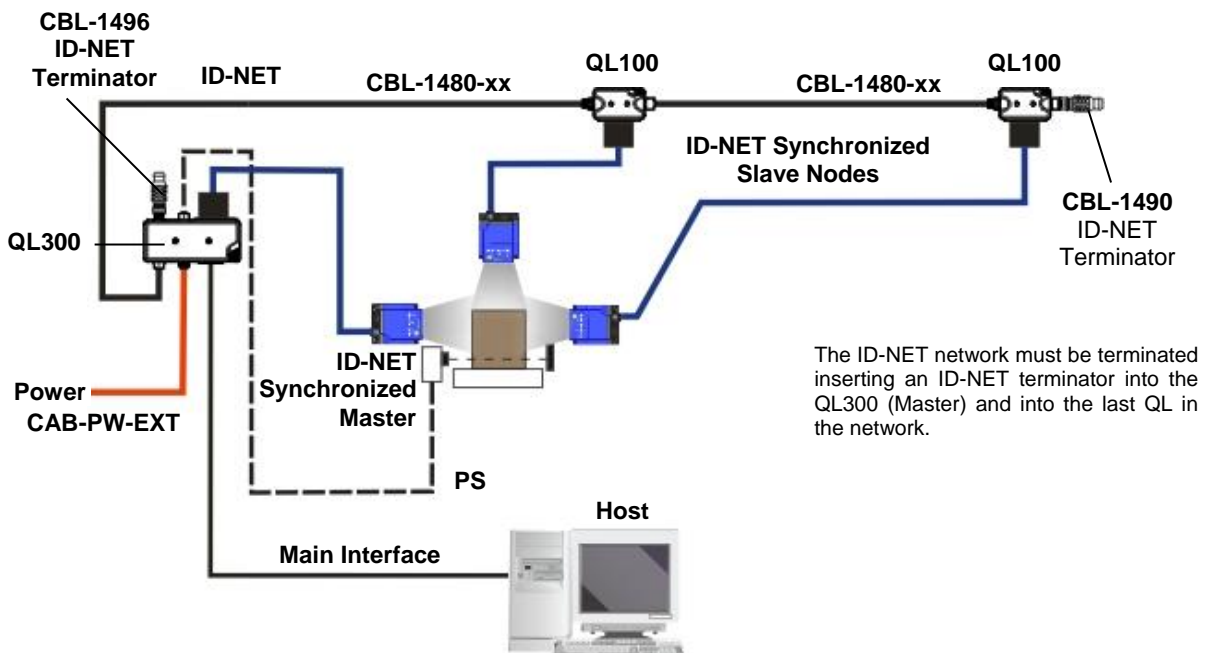 CBL-1496
ID-NET
Terminator
ID-NET
CBL-1480-xx
QL100
CBL-1480-xx
QL100
ID-NET Synchronized
Slave Nodes
CBL-1490
ID-NET
Terminator
QL300
ID-NET
Synchronized
Master
The ID-NET network must be terminated
inserting an ID-NET terminator into the
QL300 (Master) and into the last QL in
the network.
Power
CAB-PW-EXT
PS
Host
Main Interface